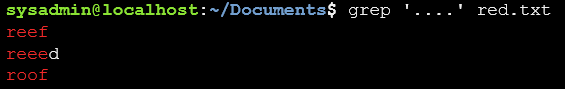 sysadmin@localhost:~/Documents$ grep '....' red.txt
reef
reeed
roof